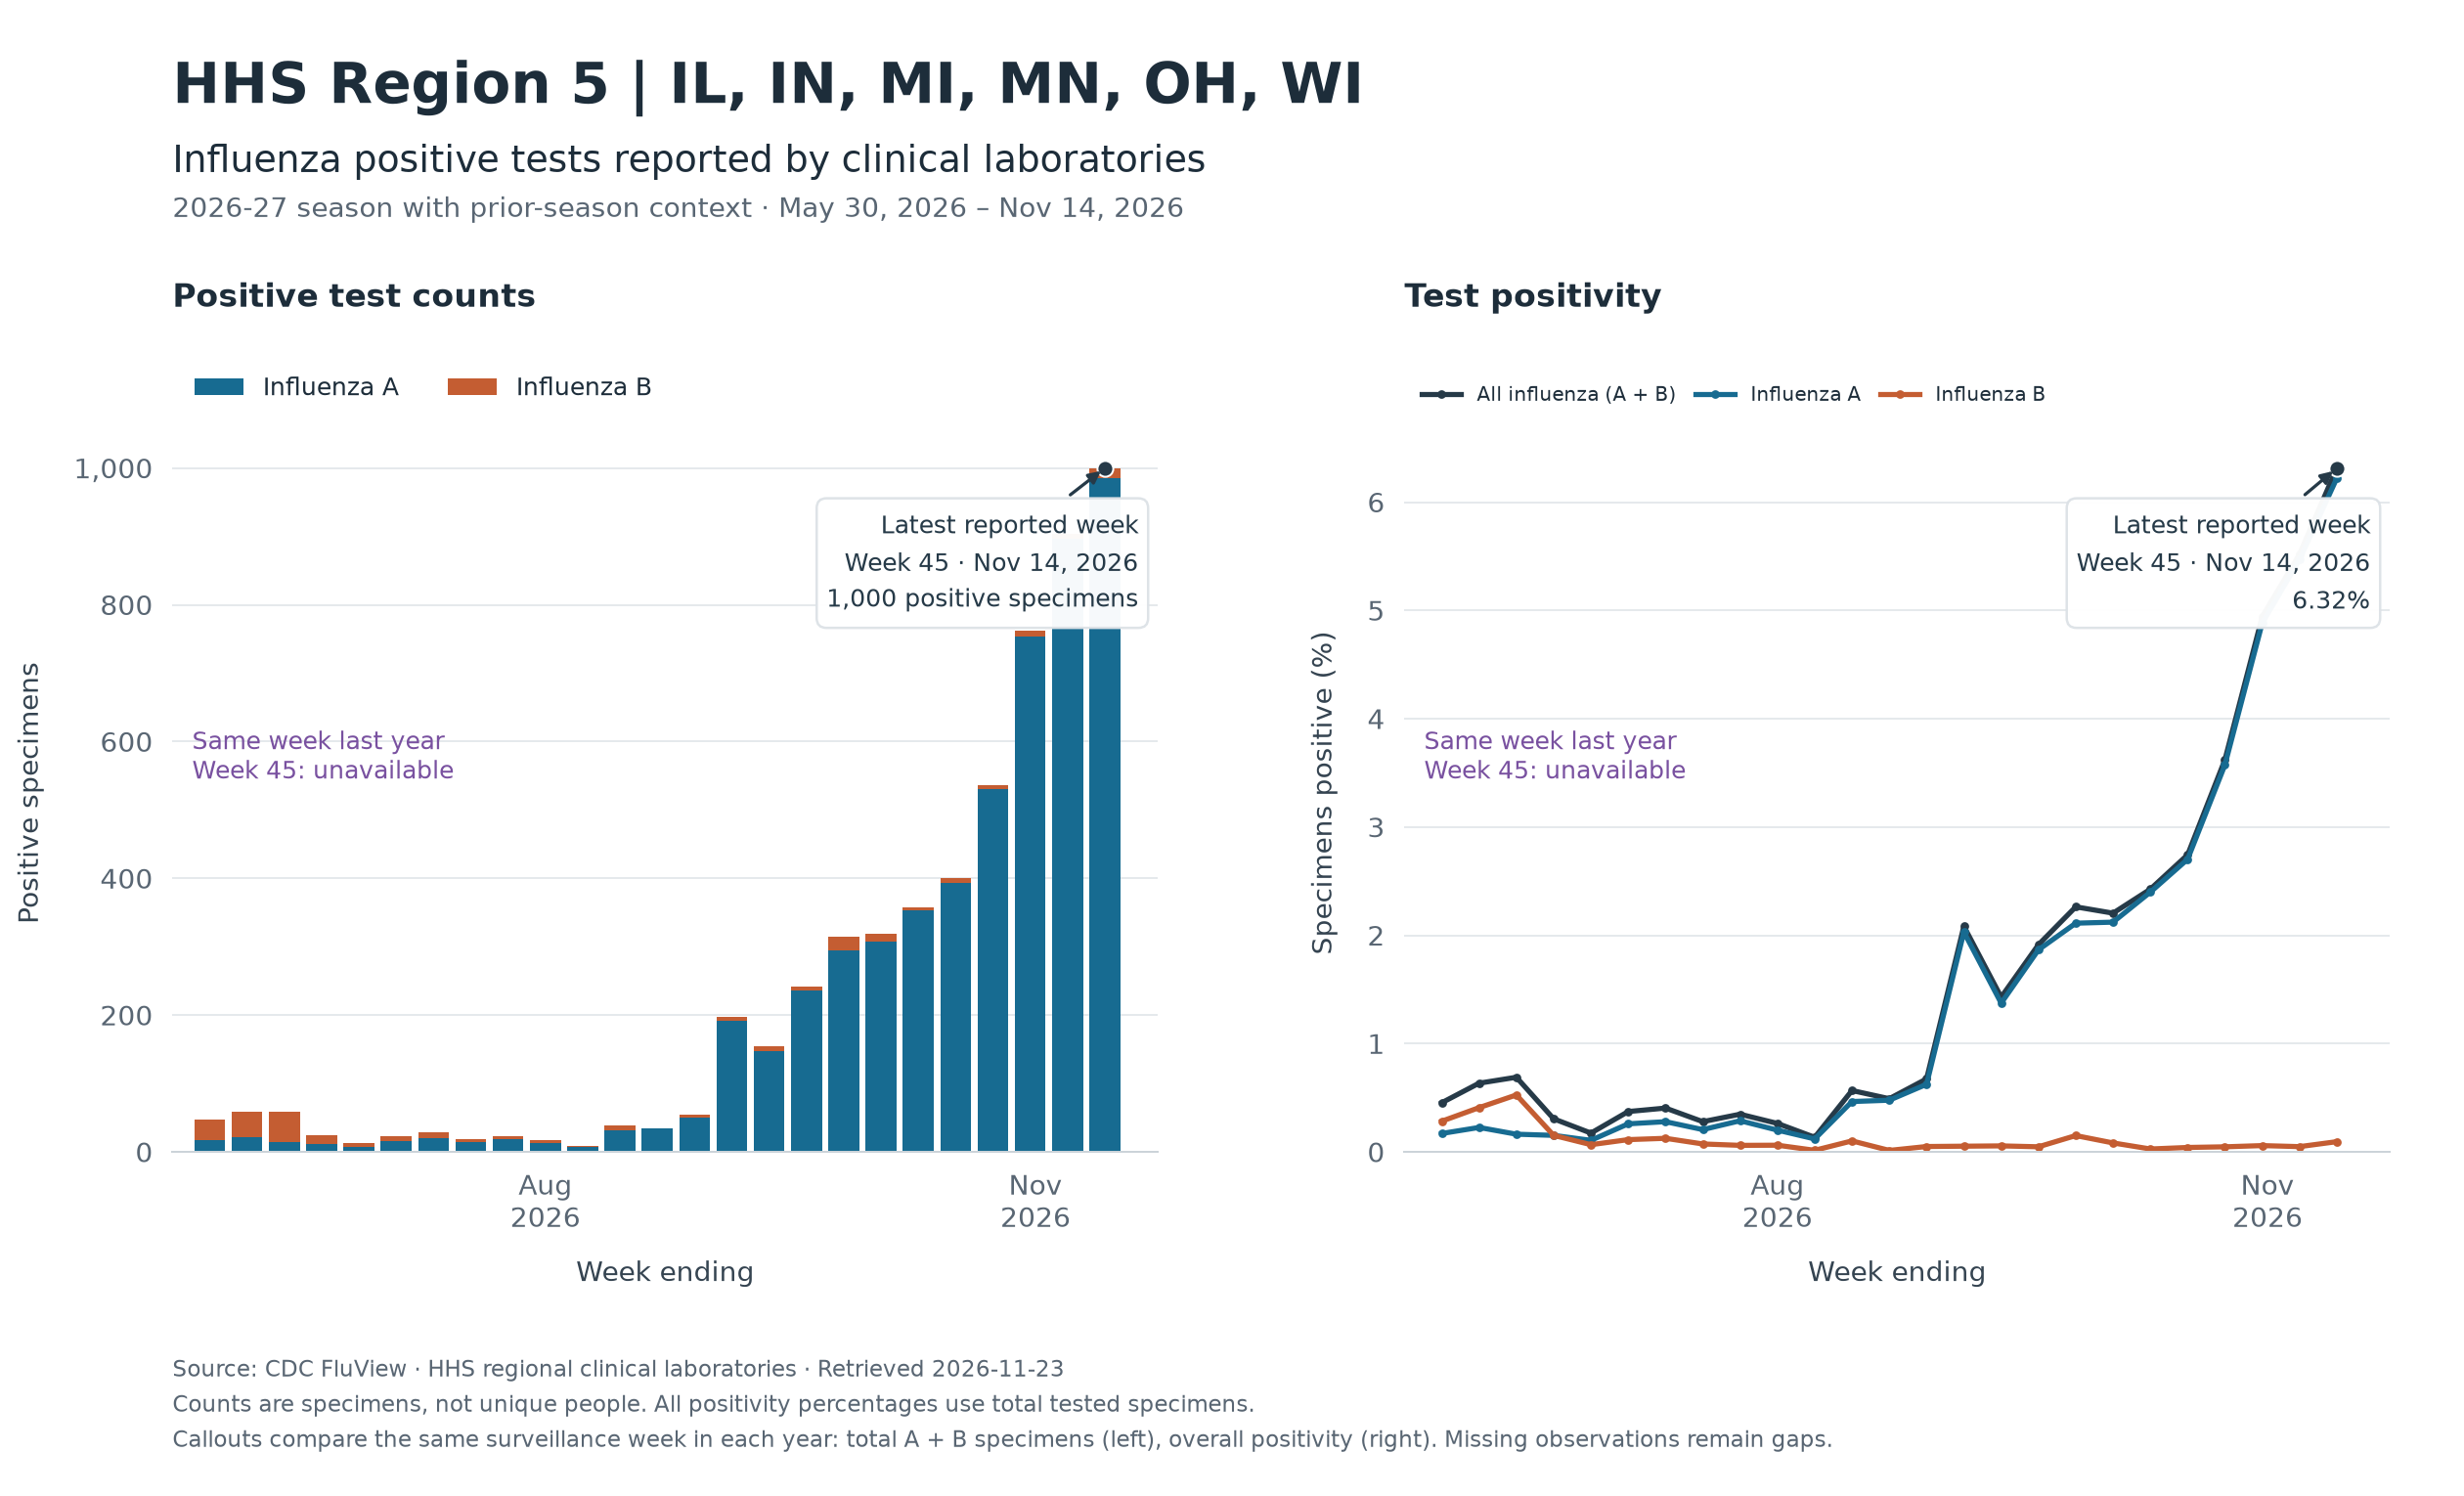 HHS Region 5 | IL, IN, MI, MN, OH, WI
Influenza positive tests reported by clinical laboratories
2026-27 season with prior-season context · May 30, 2026 – Nov 14, 2026
Positive test counts
Influenza A
Influenza B
1,000
800
600
400
200
0
Positive specimens
Latest reported week
Week 45 · Nov 14, 2026
1,000 positive specimens
Same week last year
Week 45: unavailable
Aug
2026
Nov
2026
Week ending
Test positivity
All influenza (A + B)
Influenza A
Influenza B
6
5
4
3
2
1
0
Specimens positive (%)
Latest reported week
Week 45 · Nov 14, 2026
6.32%
Same week last year
Week 45: unavailable
Aug
2026
Nov
2026
Week ending
Source: CDC FluView · HHS regional clinical laboratories · Retrieved 2026-11-23
Counts are specimens, not unique people. All positivity percentages use total tested specimens.
Callouts compare the same surveillance week in each year: total A + B specimens (left), overall positivity (right). Missing observations remain gaps.